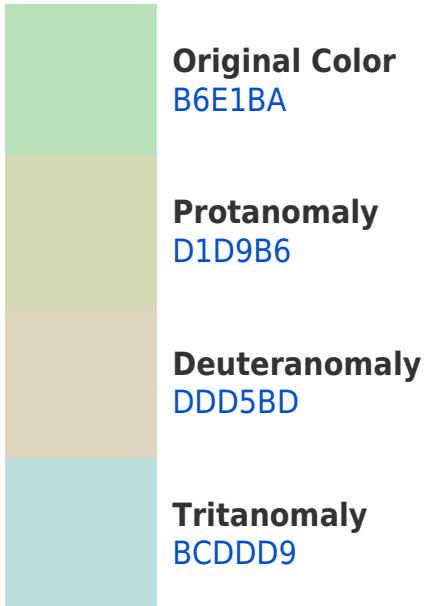 Original Color
B6E1BA
Protanomaly
D1D9B6
Deuteranomaly
DDD5BD
Tritanomaly
BCDDD9